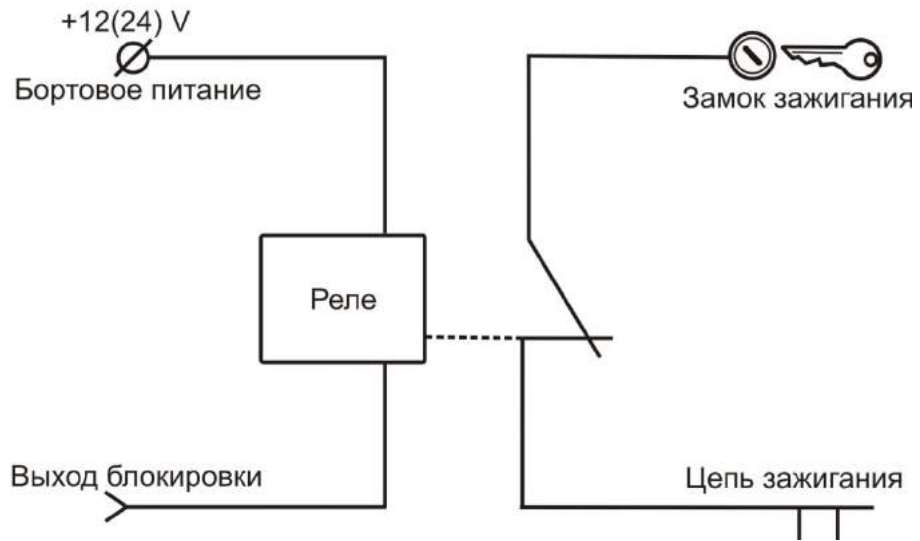 +12(24) V
Бортовое питание
Замок зажигания
Реле
Выход блокировки
Цепь зажигания